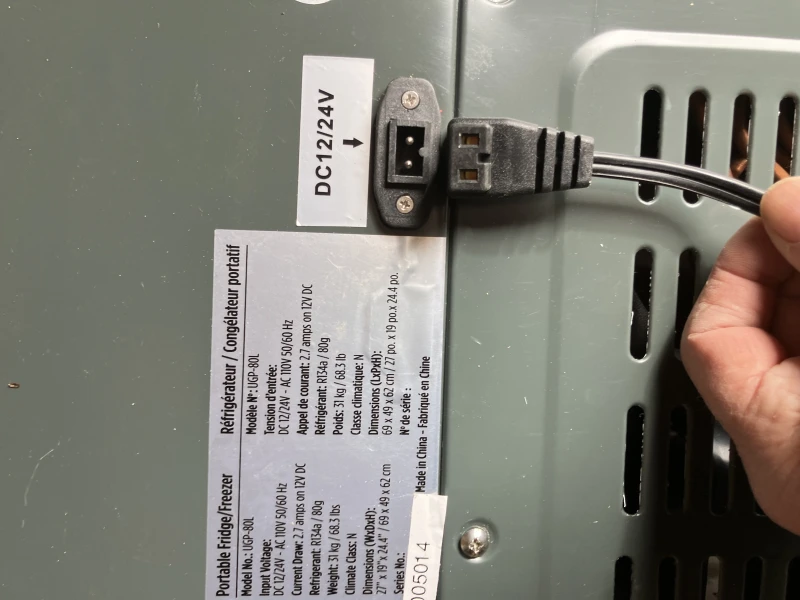 DC12/24V
Portable Fridge/Freezer
Model No.: UGP-80L
Input Voltage:
DC 12/24V - AC 110V 50/60 Hz
Current Draw: 2.7 amps on 12V DC
Refrigerant: R134a / 80g
Weight: 31 kg / 68.3 lbs
Climate Class: N
Dimensions (WxDxH):
27" x 19"x 24.4" / 69 x 49 x 62 cm
Series No.:
Réfrigérateur / Congélateur portatif
Modèle N°: UGP-80L
Tension d'entrée:
DC 12/24V - AC 110V 50/60 Hz
Appel de courant: 2.7 amps on 12V DC
Réfrigérant: R134a / 80g
Poids: 31 kg / 68.3 lb
Classe climatique: N
Dimensions (LxPxH):
69 x 49 x 62 cm / 27 po. x 19 po.x 24.4 po.
N° de série :
Made in China - Fabriqué en Chine
005014